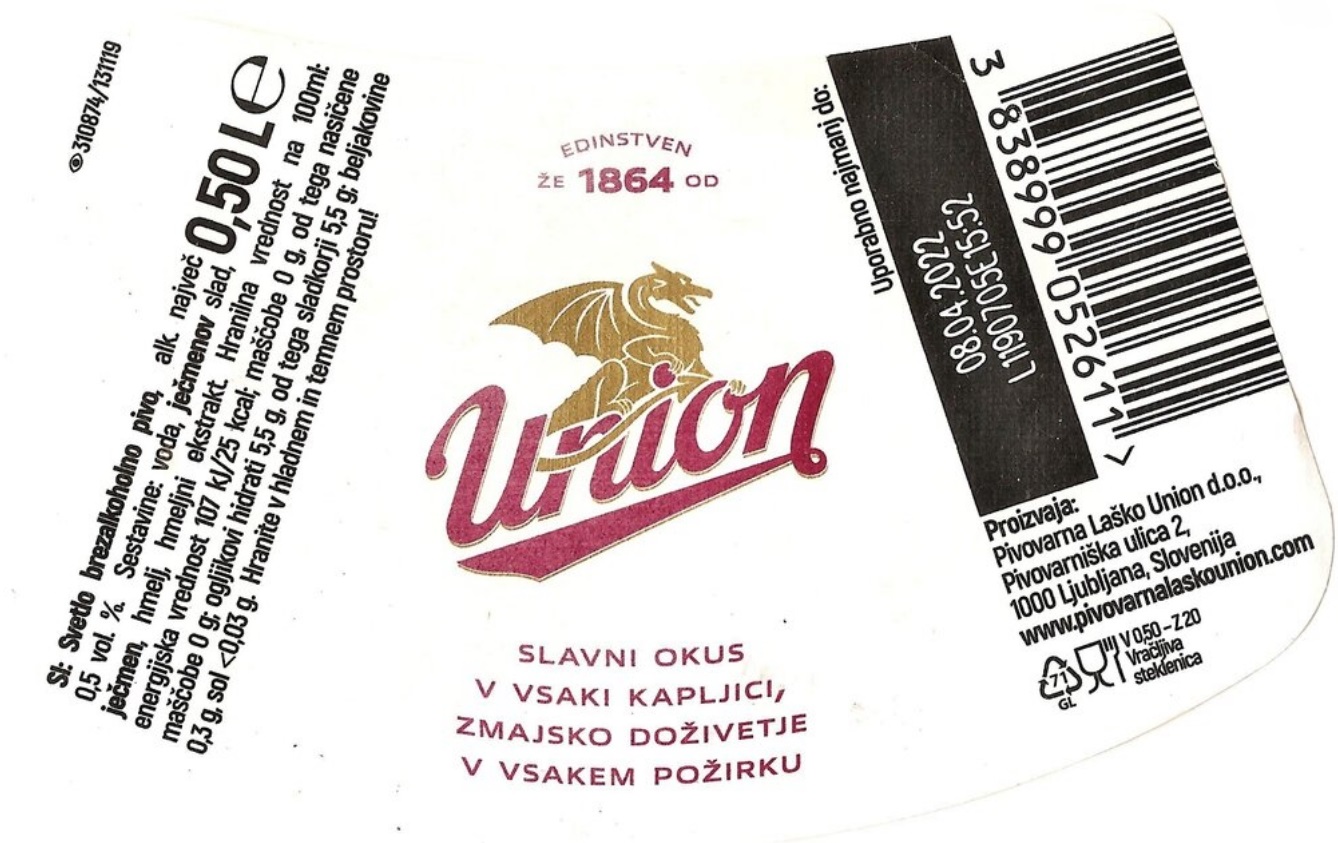 310874/131119
SI: Svetlo brezalkoholno pivo, alk. največ
0,5 vol. %. Sestavine: voda, ječmenov slad,
ječmen, hmelj, hmeljni ekstrakt. Hranilna vrednost na 100ml:
energijska vrednost 107 kJ/25 kcal; maščobe 0 g, od tega nasičene
maščobe 0 g; ogljikovi hidrati 5,5 g, od tega sladkorji 5,5 g; beljakovine
0,3 g, sol <0,03 g. Hranite v hladnem in temnem prostoru!
0,50 L e
EDINSTVEN
ŽE 1864 OD
Union
SLAVNI OKUS
V VSAKI KAPLJICI,
ZMAJSKO DOŽIVETJE
V VSAKEM POŽIRKU
Uporabno najmanj do:
08.04.2022
L1190705E15:52
3 838999 052611 >
Proizvaja:
Pivovarna Laško Union d.o.o.,
Pivovarniška ulica 2,
1000 Ljubljana, Slovenija
www.pivovarnalaskounion.com
71
GL
V 0,50 – Z 20
Vračljiva
steklenica